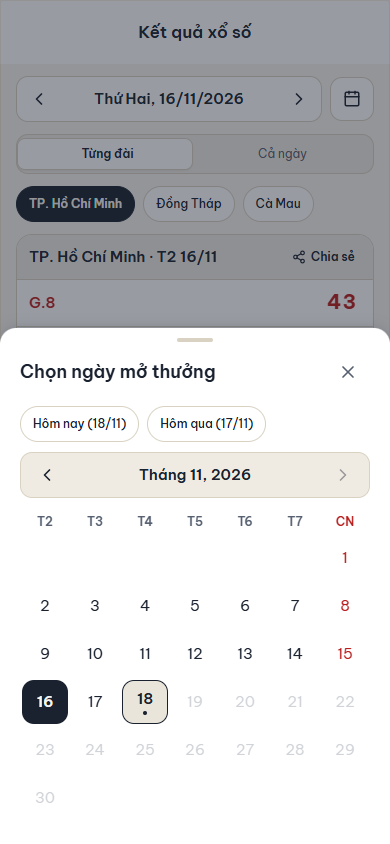 Kết quả xổ số
Thứ Hai, 16/11/2026
Từng đài
Cả ngày
TP. Hồ Chí Minh
Đồng Tháp
Cà Mau
TP. Hồ Chí Minh · T2 16/11
Chia sẻ
G.8
43
Chọn ngày mở thưởng
Hôm nay (18/11)
Hôm qua (17/11)
Tháng 11, 2026
T2 T3 T4 T5 T6 T7 CN
1
2 3 4 5 6 7 8
9 10 11 12 13 14 15
16 17 18 19 20 21 22
23 24 25 26 27 28 29
30